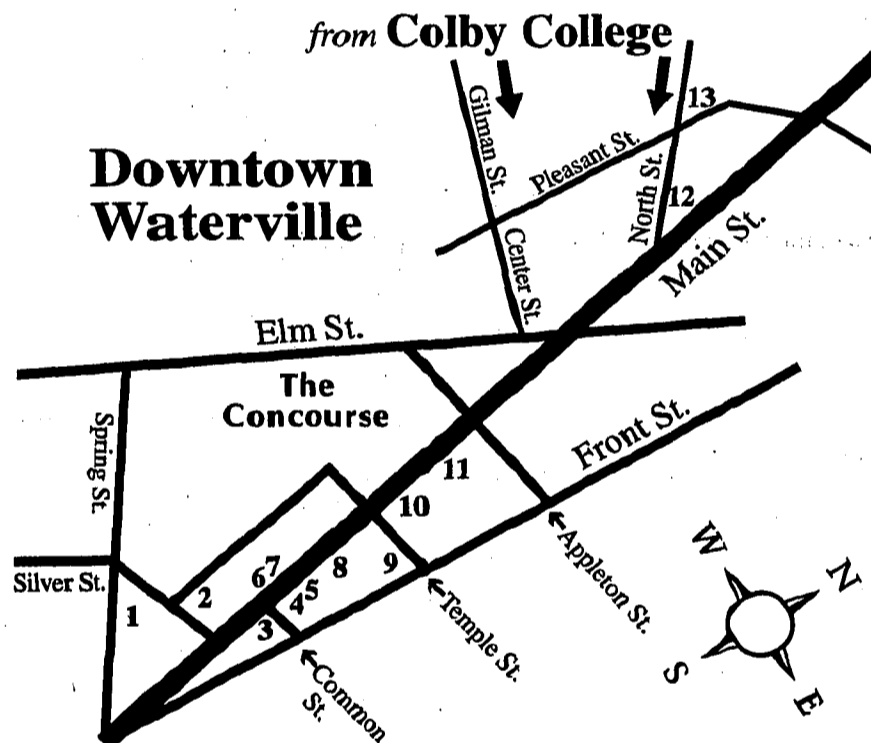 from Colby College
Downtown
Waterville
Gilman St.
Pleasant St.
13
North St.
12
Center St.
Main St.
Elm St.
The
Concourse
Spring St.
Front St.
11
10
Silver St.
1
2
6
7
8
9
4
5
3
←Appleton St.
←Temple St.
←Common
St.
W
N
S
E